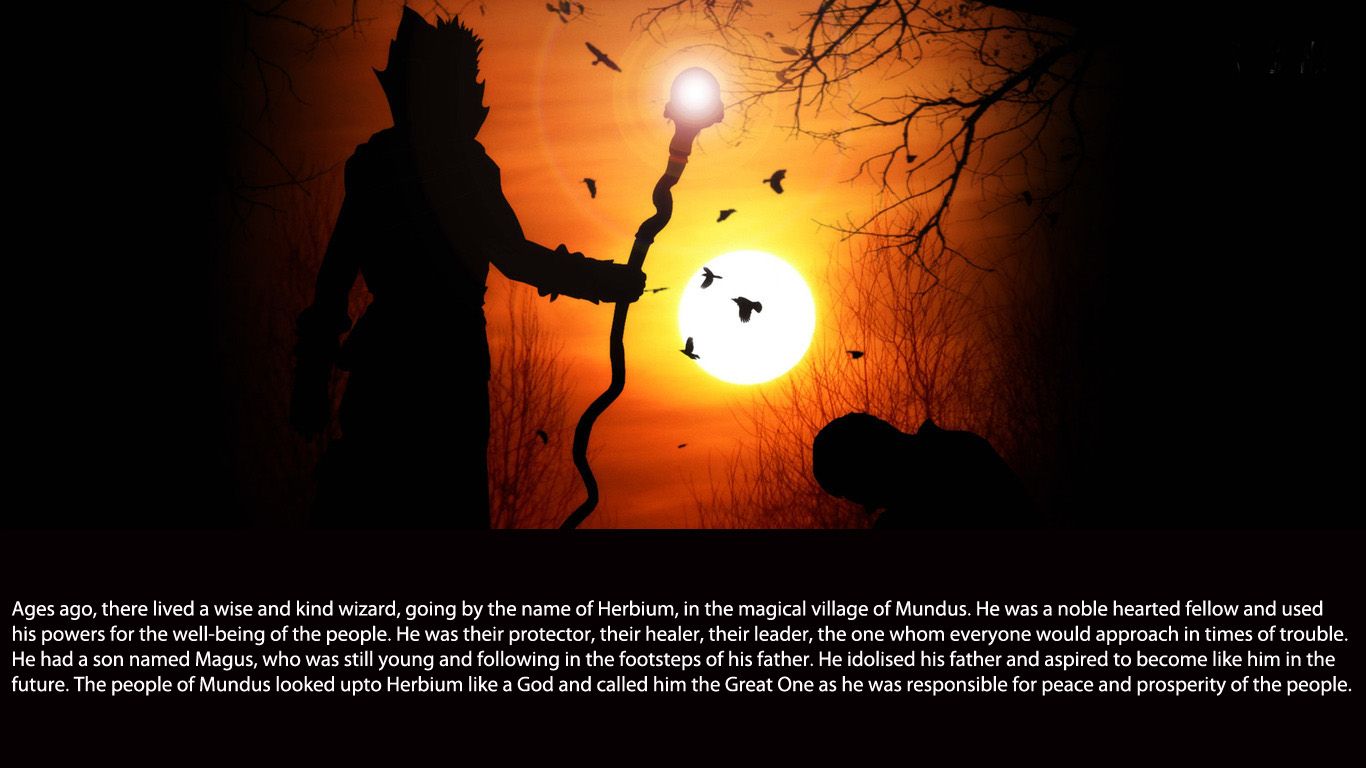 Ages ago, there lived a wise and kind wizard, going by the name of Herbium, in the magical village of Mundus. He was a noble hearted fellow and used
his powers for the well-being of the people. He was their protector, their healer, their leader, the one whom everyone would approach in times of trouble.
He had a son named Magus, who was still young and following in the footsteps of his father. He idolised his father and aspired to become like him in the
future. The people of Mundus looked upto Herbium like a God and called him the Great One as he was responsible for peace and prosperity of the people.